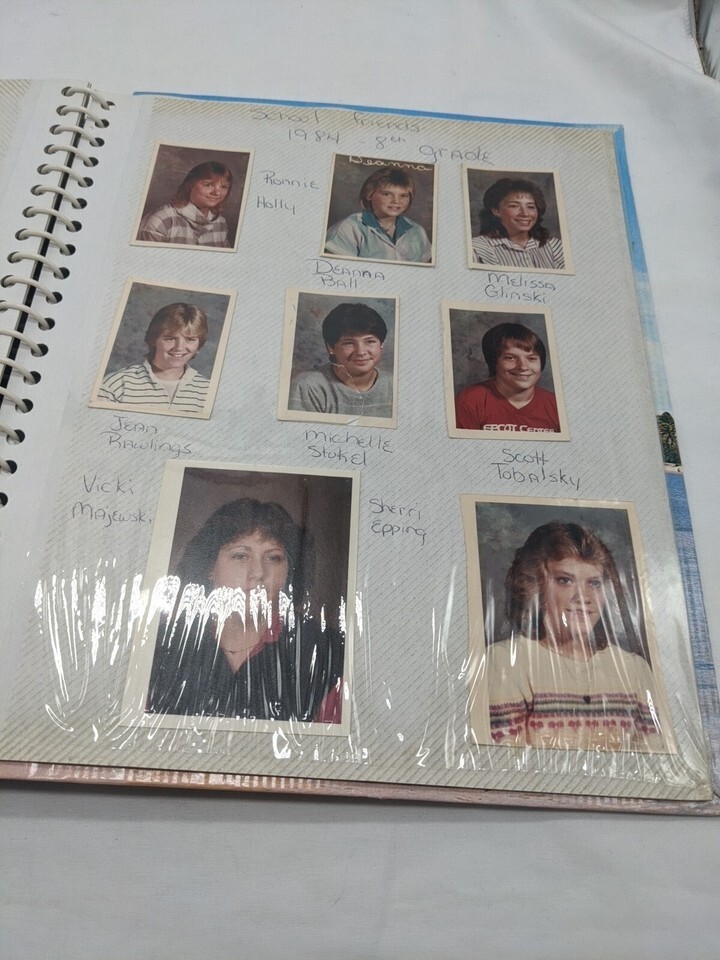 School friends
1984 - 8th grade
Ronnie
Holly
Deanna
Deanna
Ball
Melissa
Glinski
Jean
Rawlings
Michelle
Stukel
EPCOT Center
Scott
Tobalsky
Vicki
Majewski
Sherri
Epping